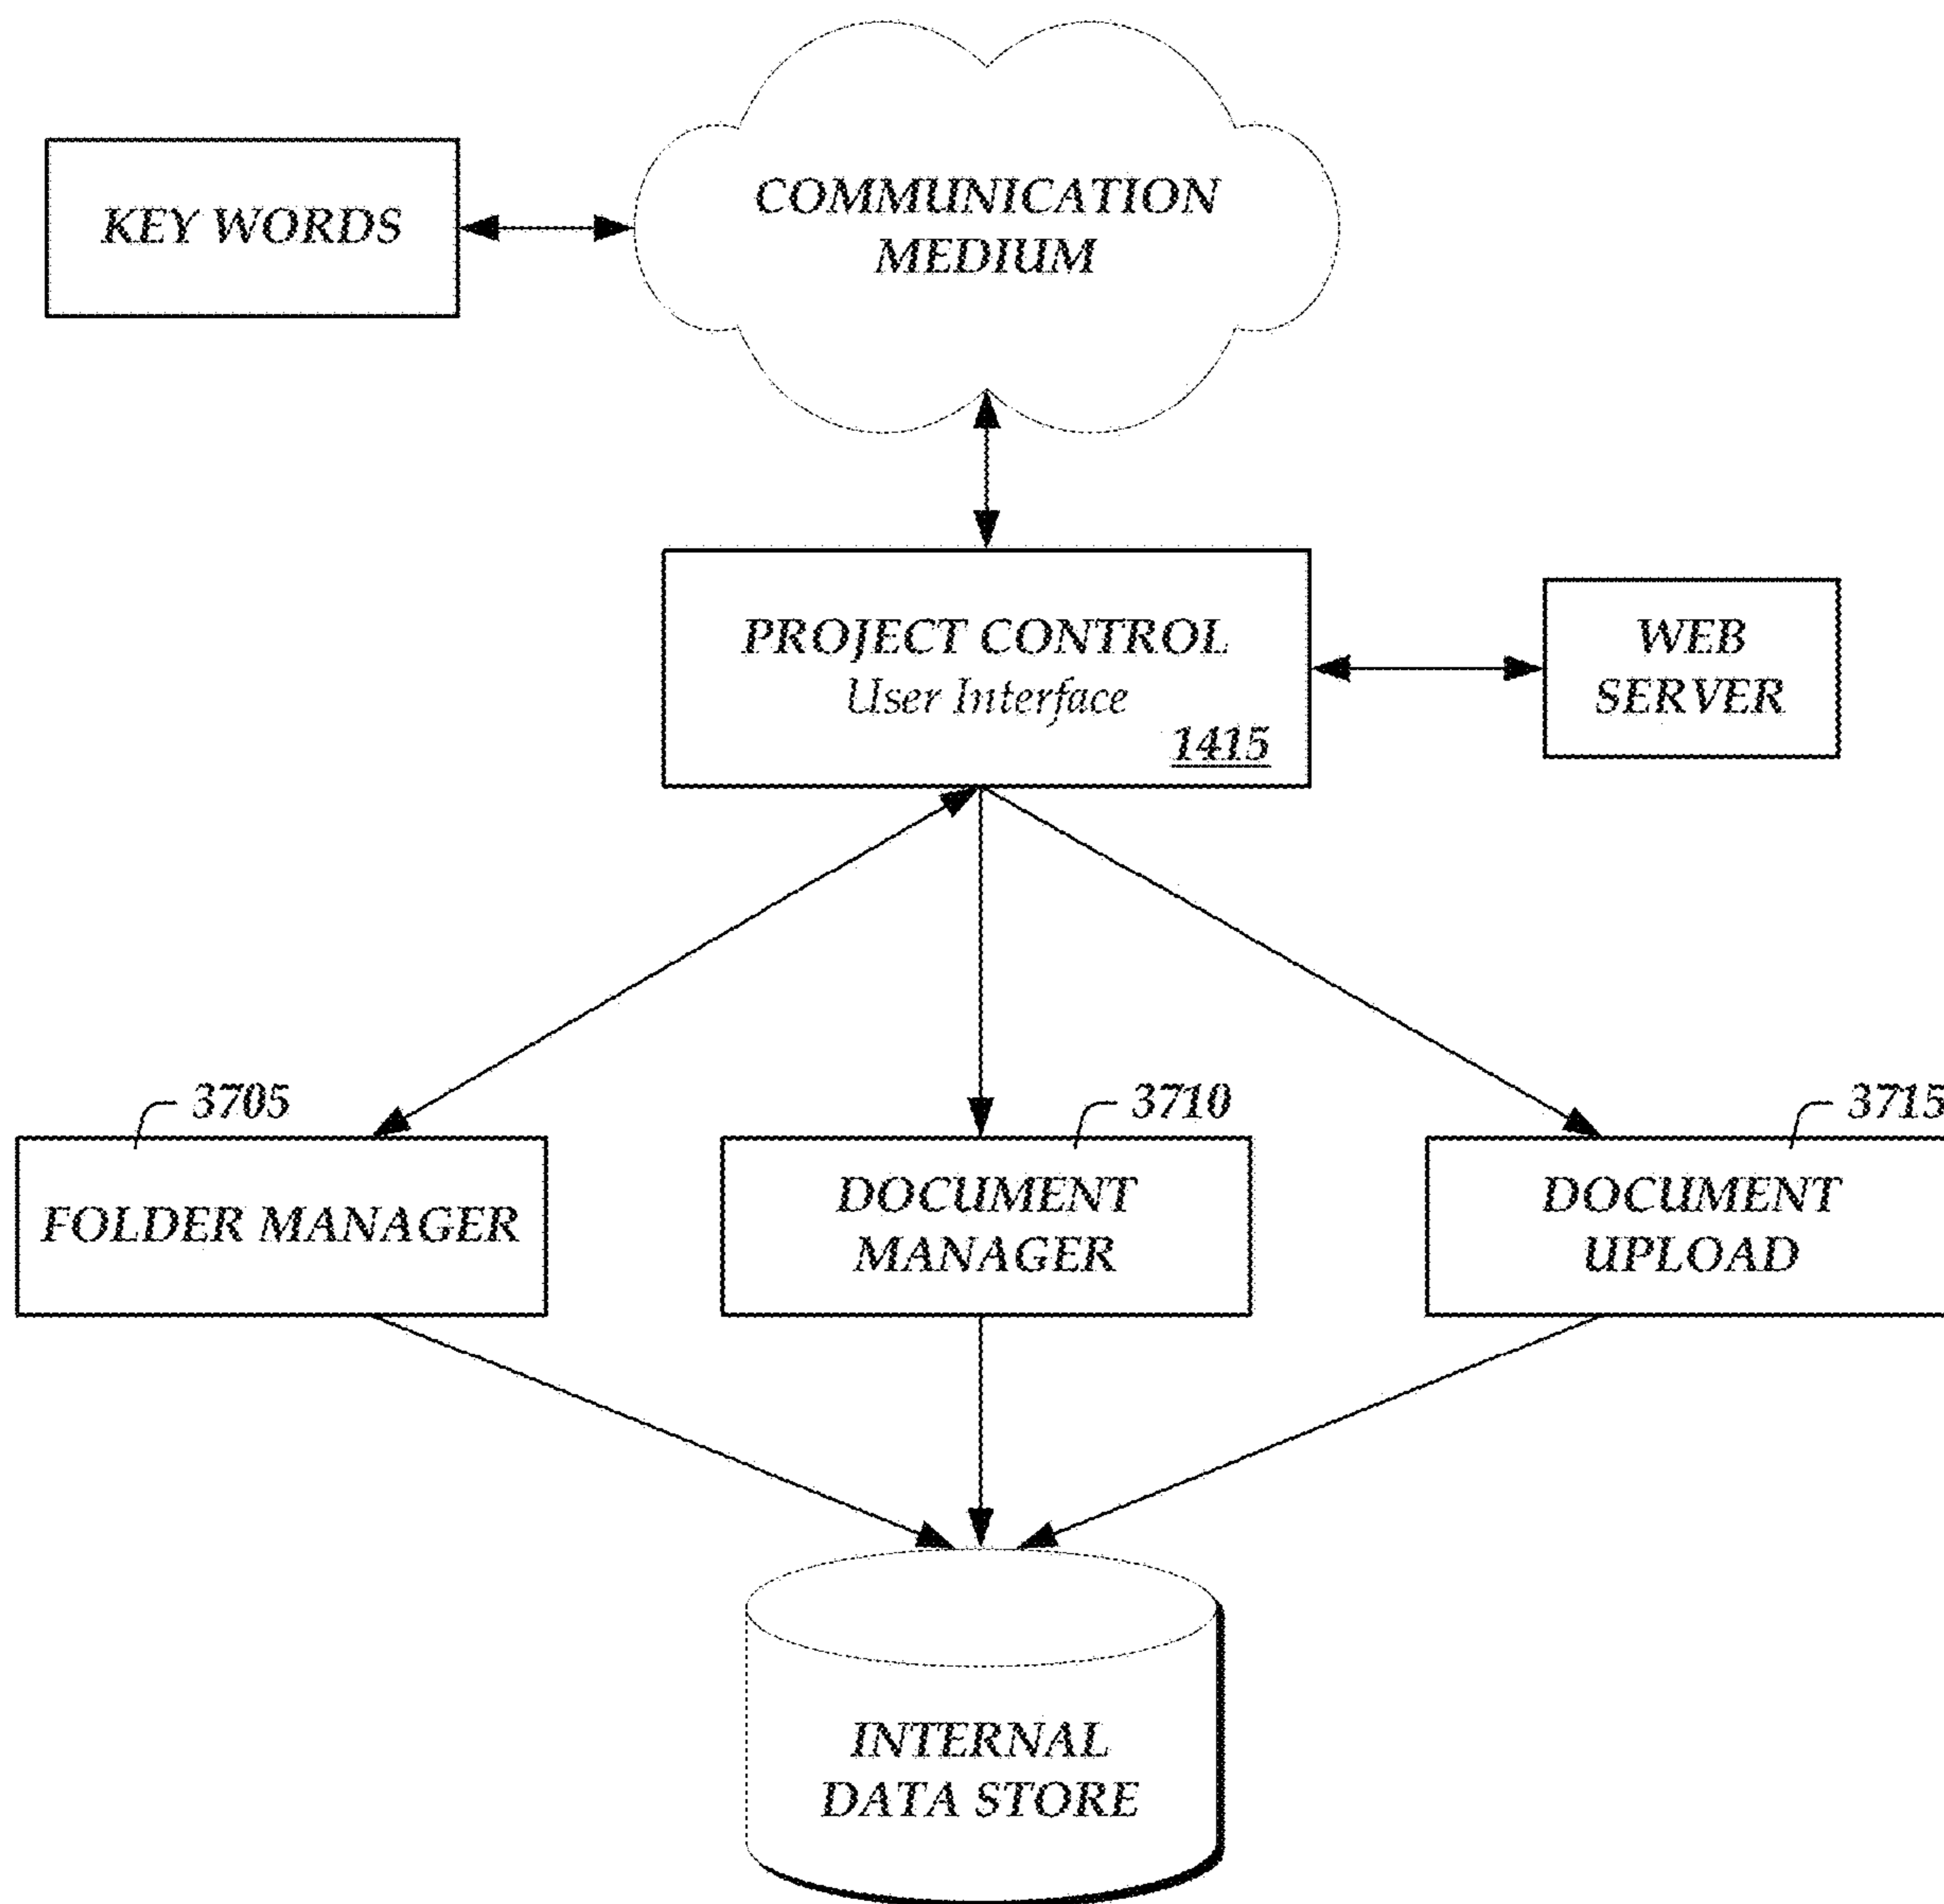 COMMUNICATION
MEDIUM
KEY WORDS
PROJECT CONTROL
User Interface
1415
WEB
SERVER
3705
3710
3715
FOLDER MANAGER
DOCUMENT
MANAGER
DOCUMENT
UPLOAD
INTERNAL
DATA STORE